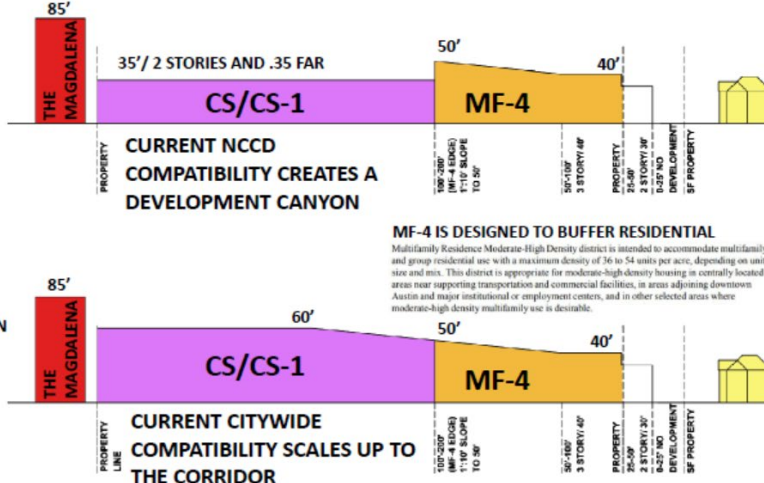 85'
THE
MAGDALENA
35'/ 2 STORIES AND .35 FAR
CS/CS-1
50'
MF-4
40'
PROPERTY
100'-200'
(MF-4 EDGE)
1':10' SLOPE
TO 50'
50'-100'
3 STORY/ 40'
PROPERTY
25-50'
2 STORY/ 30'
0-25' NO
DEVELOPMENT
SF PROPERTY
CURRENT NCCD
COMPATIBILITY CREATES A
DEVELOPMENT CANYON
MF-4 IS DESIGNED TO BUFFER RESIDENTIAL
Multifamily Residence Moderate-High Density district is intended to accommodate multifamily
and group residential use with a maximum density of 36 to 54 units per acre, depending on unit
size and mix. This district is appropriate for moderate-high density housing in centrally located
areas near supporting transportation and commercial facilities, in areas adjoining downtown
Austin and major institutional or employment centers, and in other selected areas where
moderate-high density multifamily use is desirable.
85'
THE
MAGDALENA
N
60'
CS/CS-1
50'
MF-4
40'
PROPERTY
LINE
100'-200'
(MF-4 EDGE)
1':10' SLOPE
TO 50'
50'-100'
3 STORY/ 40'
PROPERTY
25-50'
2 STORY/ 30'
0-25' NO
DEVELOPMENT
SF PROPERTY
CURRENT CITYWIDE
COMPATIBILITY SCALES UP TO
THE CORRIDOR